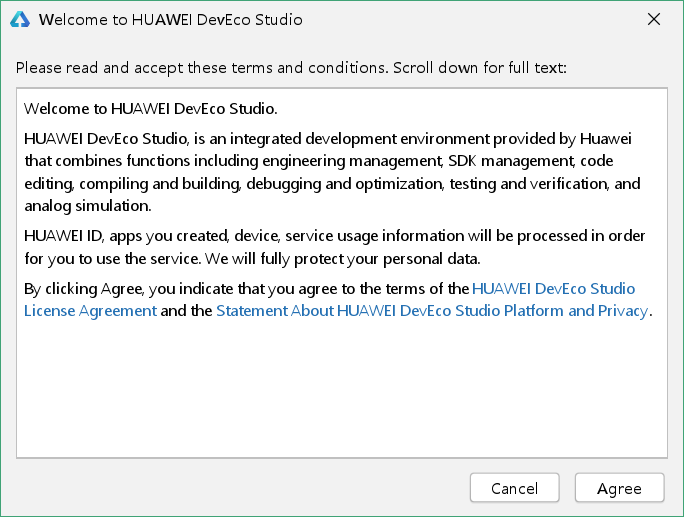 Welcome to HUAWEI DevEco Studio
Please read and accept these terms and conditions. Scroll down for full text:
Welcome to HUAWEI DevEco Studio.
HUAWEI DevEco Studio, is an integrated development environment provided by Huawei
that combines functions including engineering management, SDK management, code
editing, compiling and building, debugging and optimization, testing and verification, and
analog simulation.
HUAWEI ID, apps you created, device, service usage information will be processed in order
for you to use the service. We will fully protect your personal data.
By clicking Agree, you indicate that you agree to the terms of the HUAWEI DevEco Studio
License Agreement and the Statement About HUAWEI DevEco Studio Platform and Privacy.
Cancel
Agree